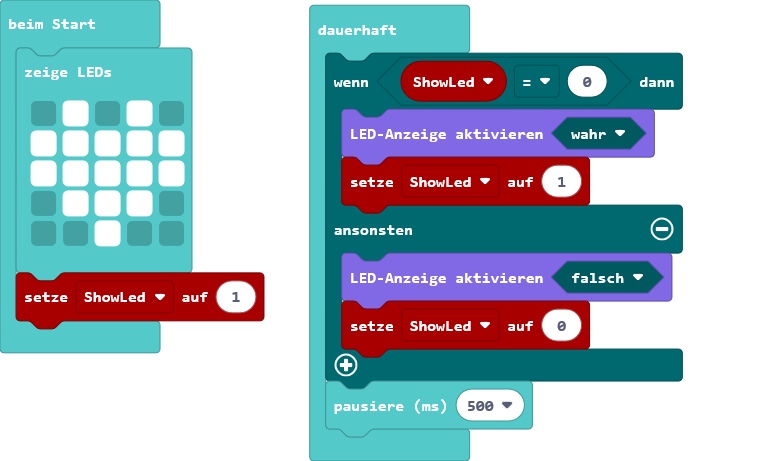 beim Start
zeige LEDs
setze ShowLed auf 1
dauerhaft
wenn ShowLed = 0 dann
LED-Anzeige aktivieren wahr
setze ShowLed auf 1
ansonsten
LED-Anzeige aktivieren falsch
setze ShowLed auf 0
pausiere (ms) 500